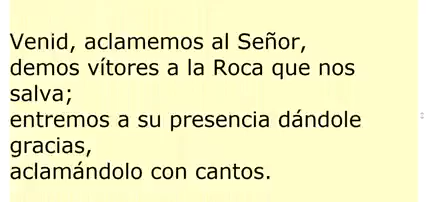 Venid, aclamemos al Señor,
demos vítores a la Roca que nos
salva;
entremos a su presencia dándole
gracias,
aclamándolo con cantos.